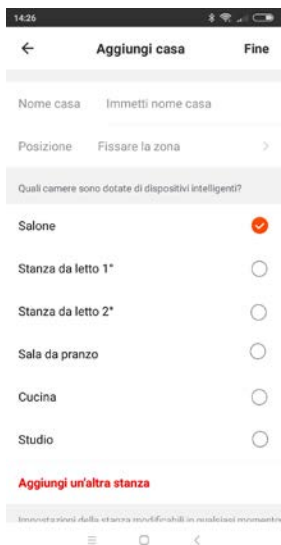 14:26
Aggiungi casa Fine
Nome casa Immetti nome casa
Posizione Fissare la zona
Quali camere sono dotate di dispositivi intelligenti?
Salone
Stanza da letto 1°
Stanza da letto 2°
Sala da pranzo
Cucina
Studio
Aggiungi un'altra stanza
Impostazioni della stanza modificabili in qualsiasi momento